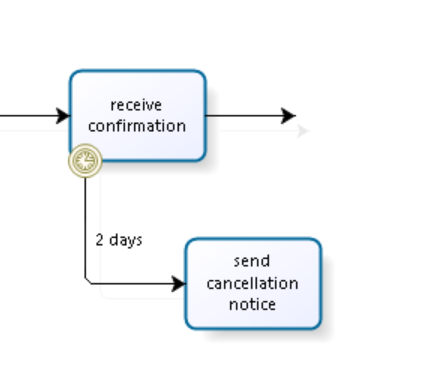 receive
confirmation
2 days
send
cancellation
notice